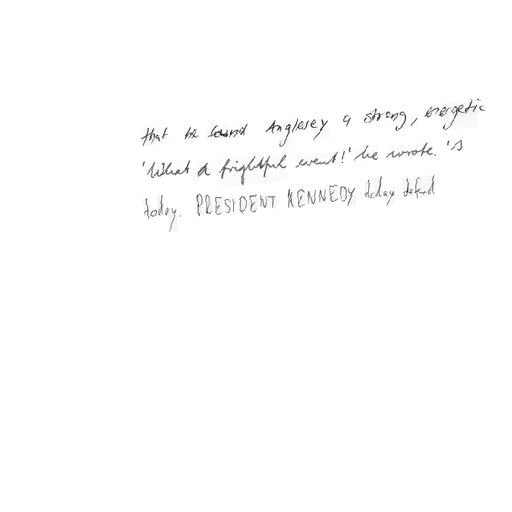 that he found Anglesey a strong, energetic
'What a frightful event!' he wrote. 'S
today. PRESIDENT KENNEDY today defend